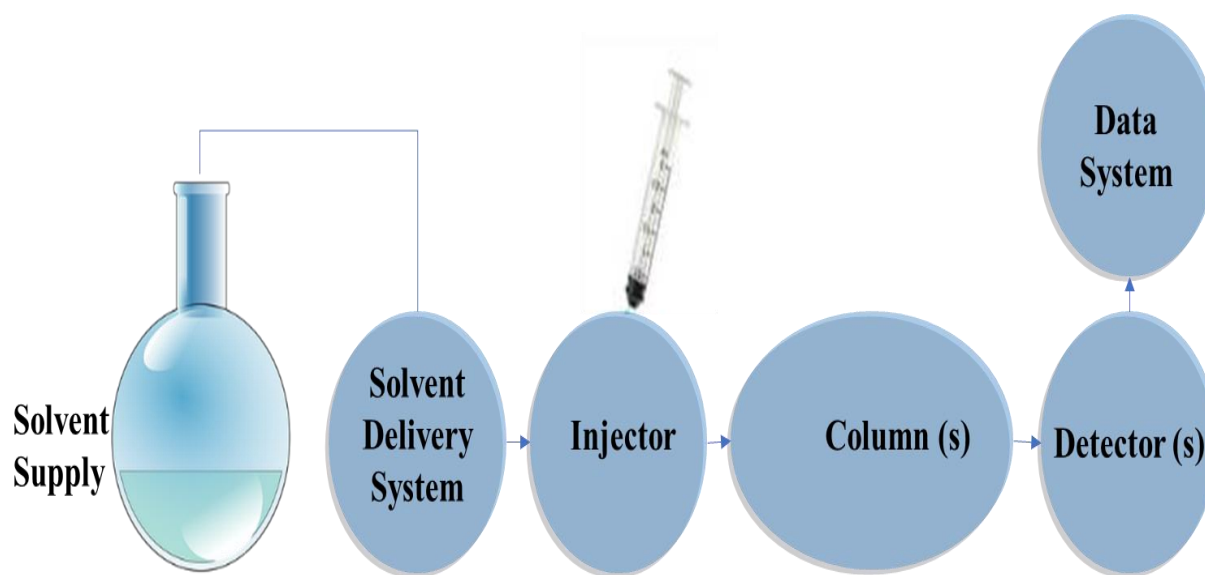 Solvent
Supply
Solvent
Delivery
System
Injector
Column (s)
Detector (s)
Data
System